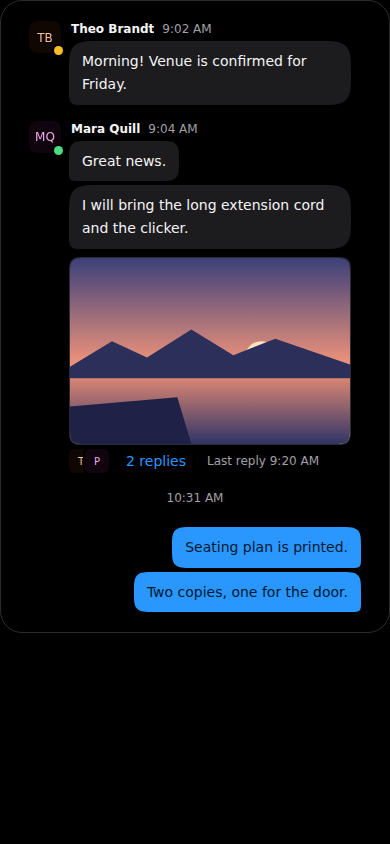 TB
Theo Brandt 9:02 AM
Morning! Venue is confirmed for
Friday.
MQ
Mara Quill 9:04 AM
Great news.
I will bring the long extension cord
and the clicker.
T P 2 replies Last reply 9:20 AM
10:31 AM
Seating plan is printed.
Two copies, one for the door.